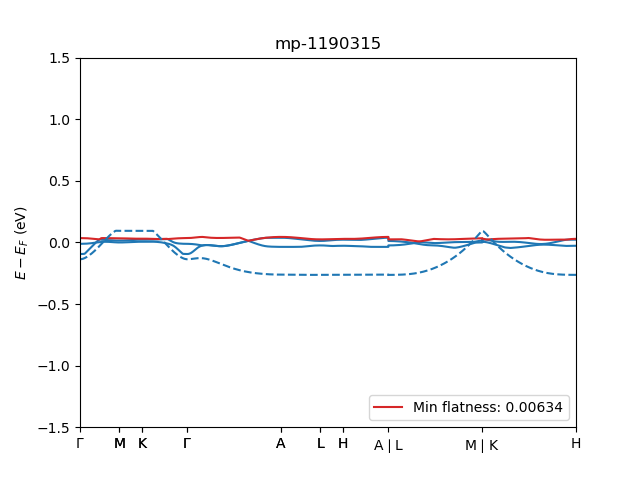 mp-1190315
E − E_F (eV)
1.5
1.0
0.5
0.0
−0.5
−1.0
−1.5
Min flatness: 0.00634
Γ M K Γ A L H A | L M | K H